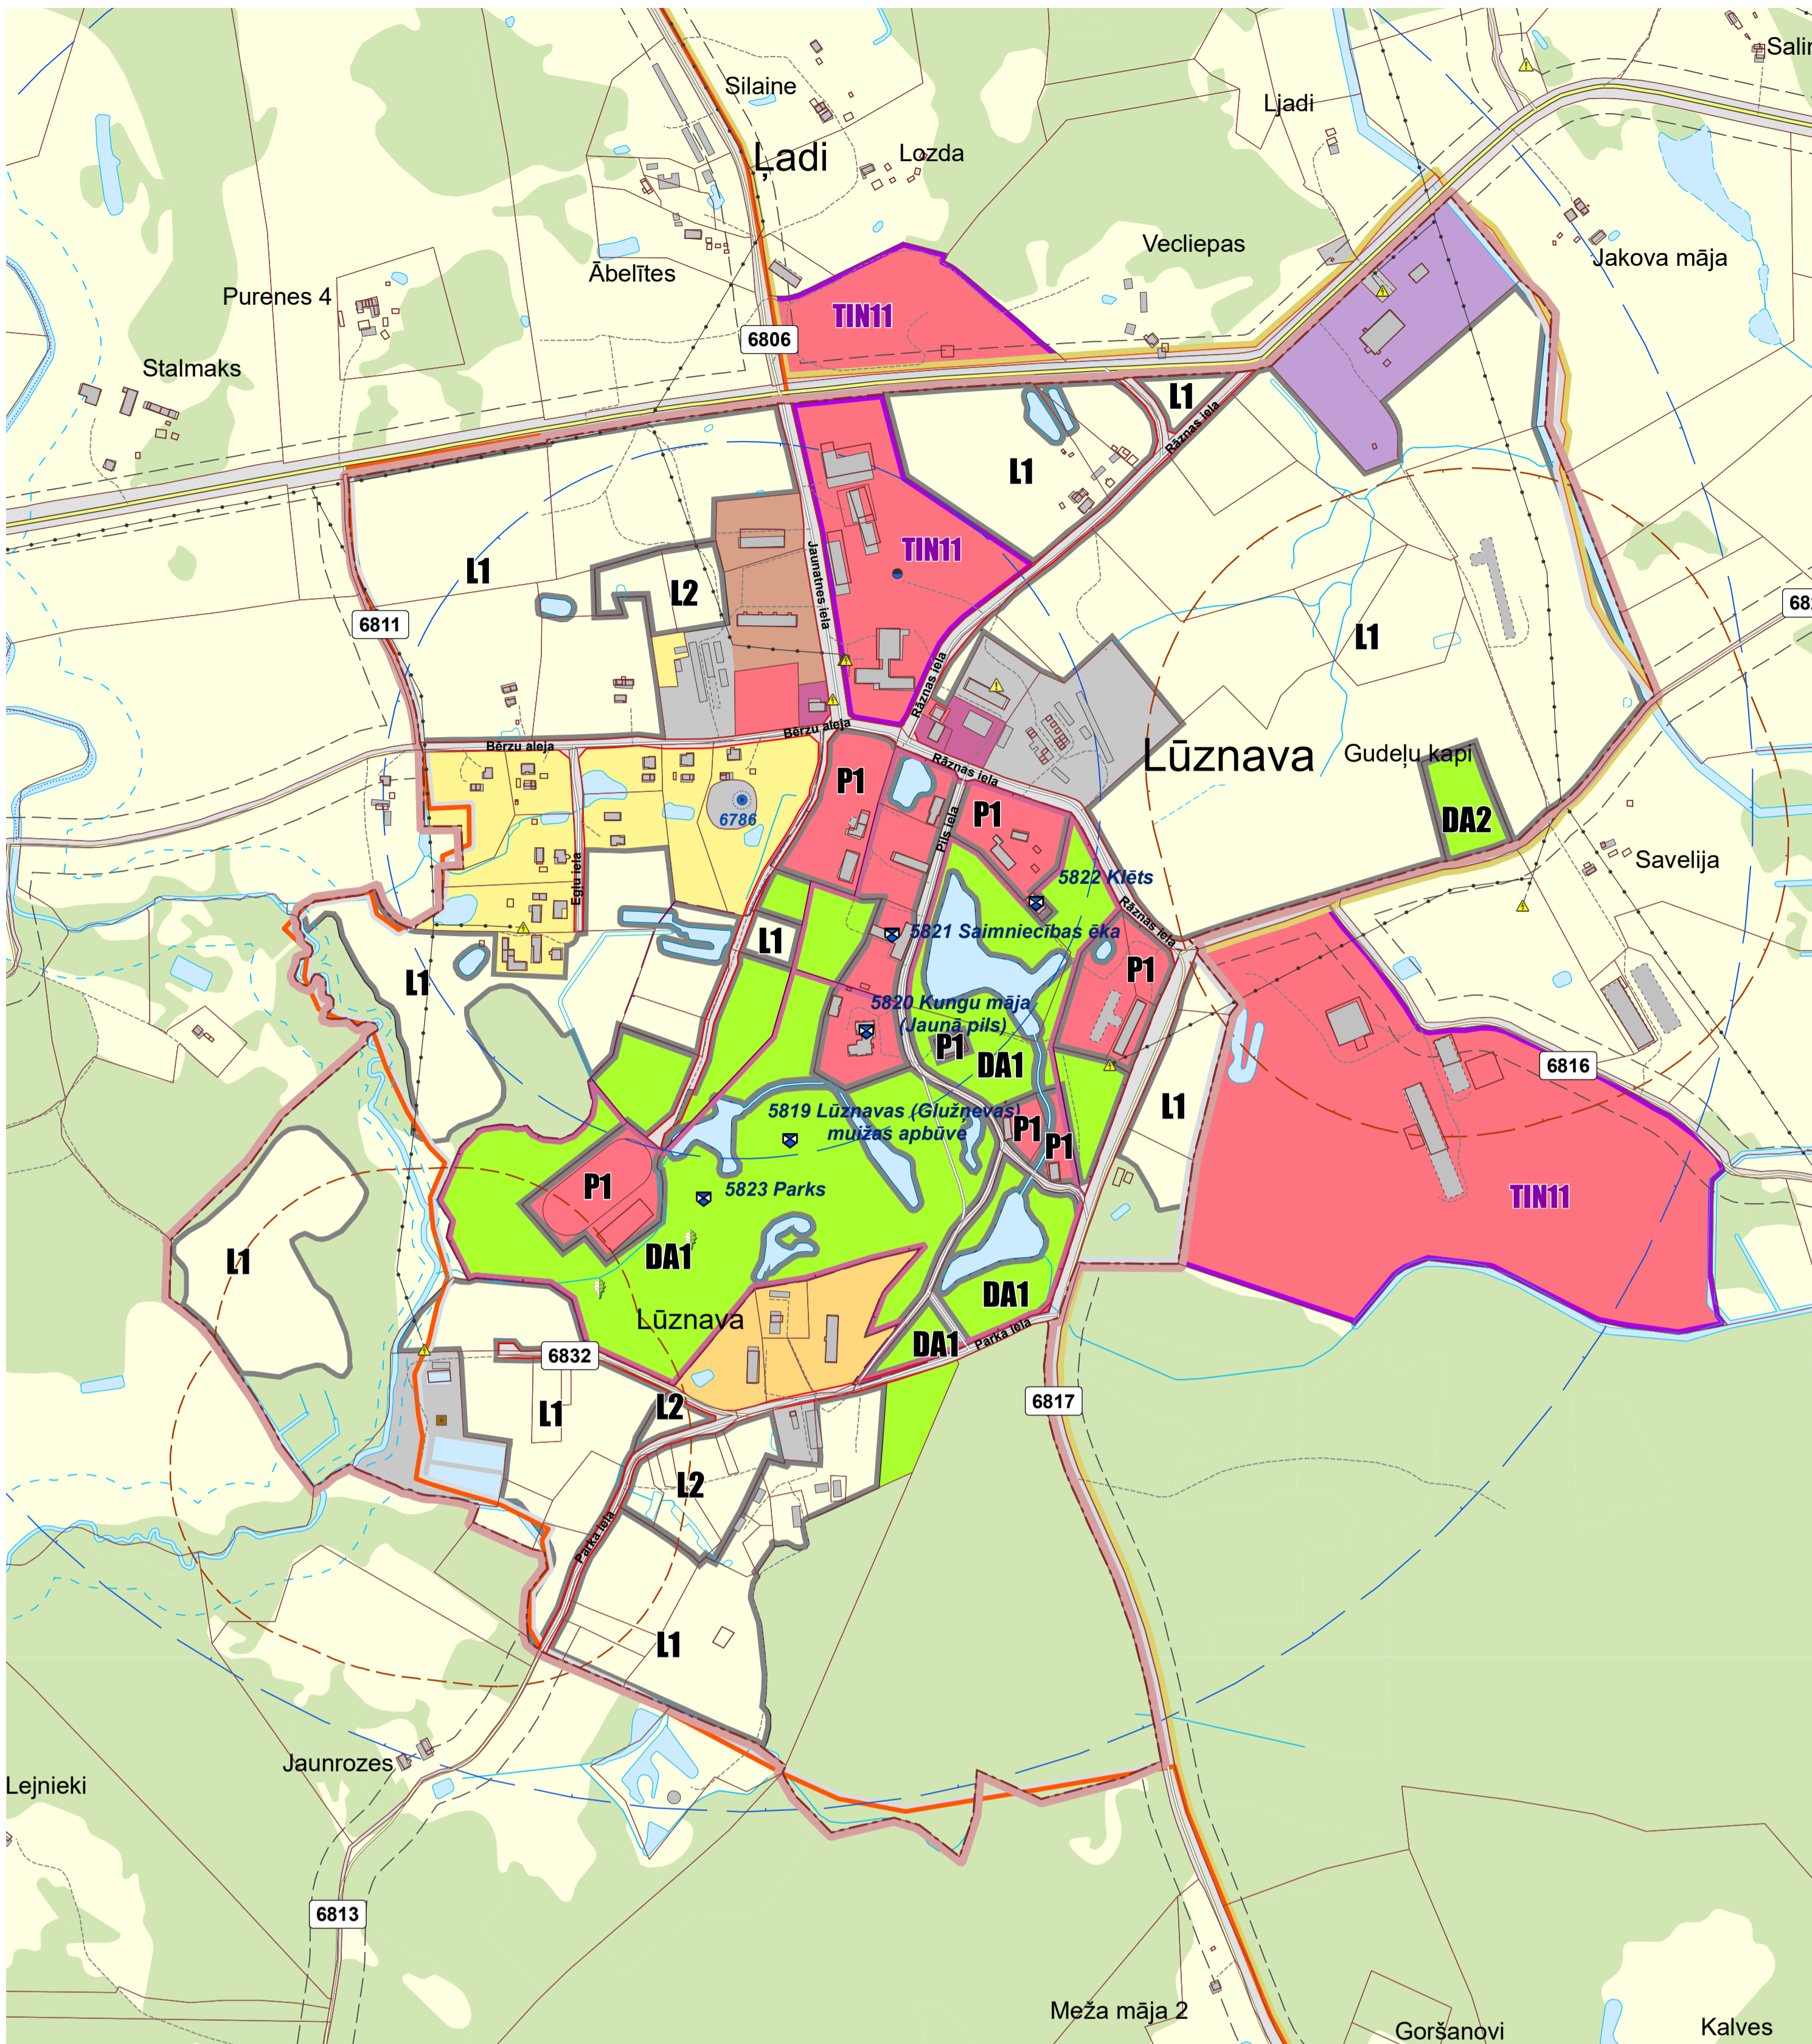 Salin
Silaine
Ljadi
Ļadi
Lozda
Vecliepas
Jakova māja
Ābelītes
Purenes 4
TIN11
6806
Stalmaks
L1
Rāznas iela
L1
TIN11
L1
Jaunatnes iela
L2
6811
L1
Rāznas iela
Bērzu aleja
Bērzu aleja
Lūznava
Gudeļu kapi
Rāznas iela
P1
P1
6786
Pils iela
DA2
Savelija
Egļu iela
5822 Klēts
Rāznas iela
5821 Saimniecības ēka
L1
P1
L1
5820 Kungu māja
(Jaunā pils)
P1
DA1
6816
5819 Lūznavas (Glužņevas)
muižas apbūve
L1
P1
P1
P1
5823 Parks
TIN11
DA1
L1
DA1
Lūznava
DA1
Parka iela
6832
L2
L1
6817
L2
Parka iela
L1
Jaunrozes
Lejnieki
6813
Meža māja 2
Goršanovi
Kalves